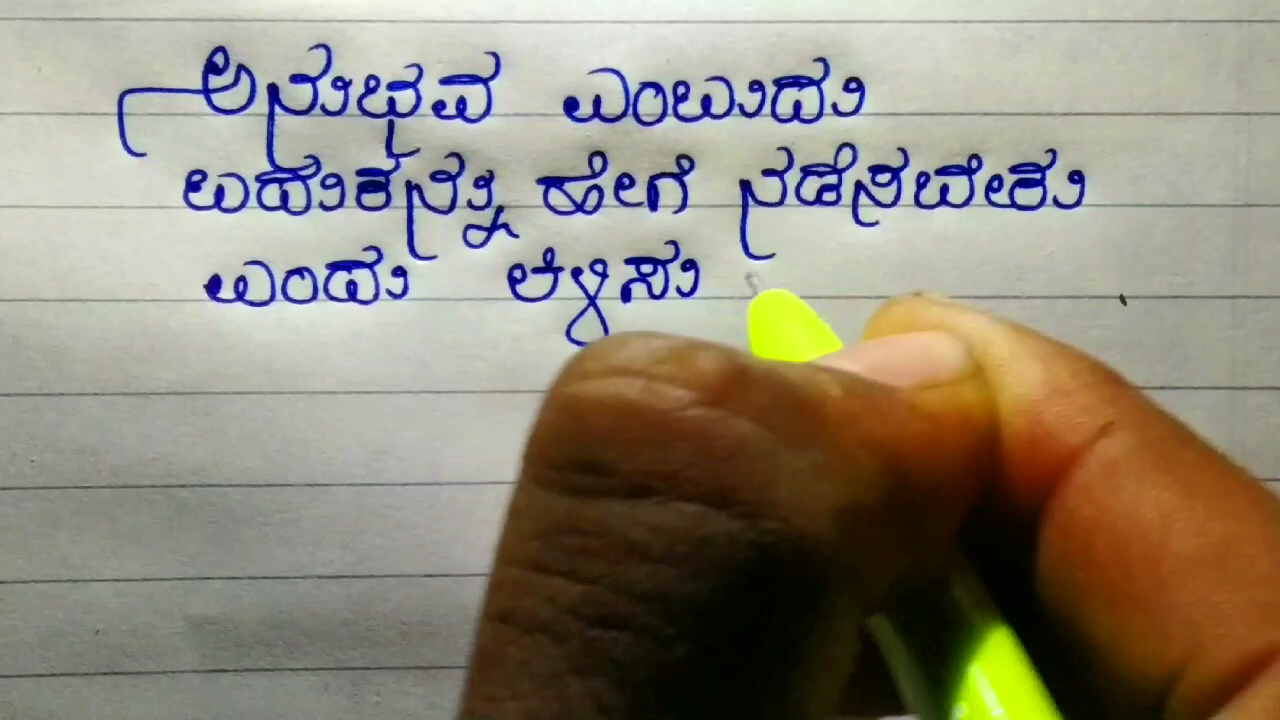 ಅನುಭವ ಎಂಬುದು
ಬದುಕನ್ನು ಹೇಗೆ ನಡೆಸಬೇಕು
ಎಂದು ಕಲಿಸು